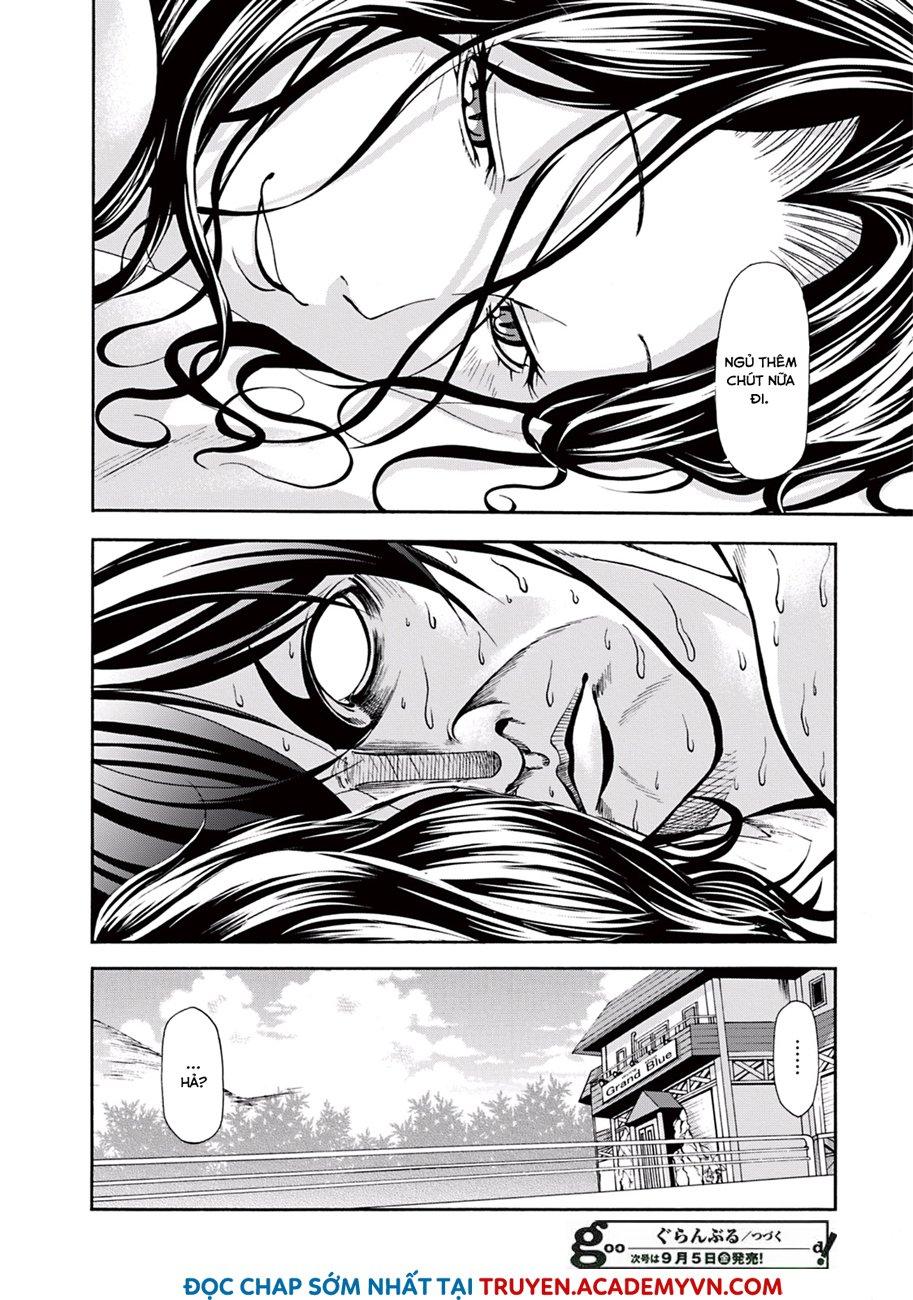 NGỦ THÊM
CHÚT NỮA
ĐI.
......
...
HẢ?
Grand Blue
good!
ぐらんぶる/つづく
次号は9月5日㊎発売!
ĐỌC CHAP SỚM NHẤT TẠI TRUYEN.ACADEMYVN.COM